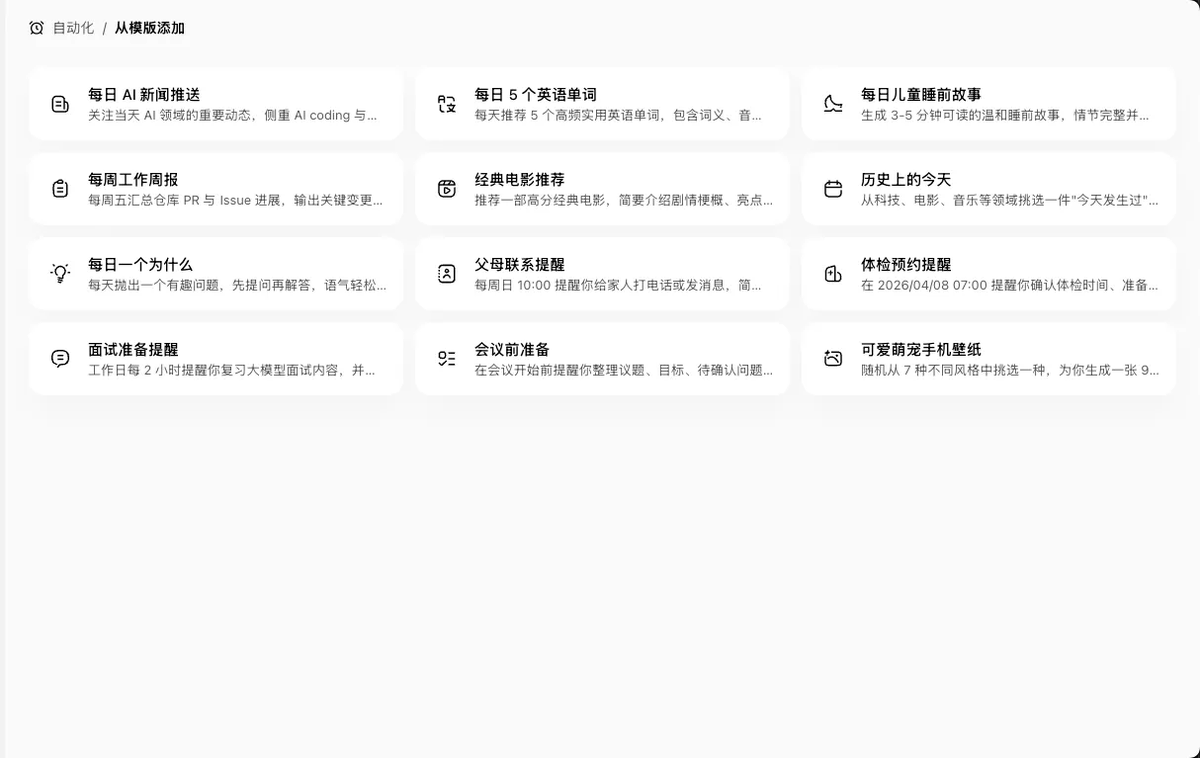 自动化 / 从模版添加
每日 AI 新闻推送
关注当天 AI 领域的重要动态，侧重 AI coding 与...
每日 5 个英语单词
每天推荐 5 个高频实用英语单词，包含词义、音...
每日儿童睡前故事
生成 3-5 分钟可读的温和睡前故事，情节完整并...
每周工作周报
每周五汇总仓库 PR 与 Issue 进展，输出关键变更...
经典电影推荐
推荐一部高分经典电影，简要介绍剧情梗概、亮点...
历史上的今天
从科技、电影、音乐等领域挑选一件"今天发生过"...
每日一个为什么
每天抛出一个有趣问题，先提问再解答，语气轻松...
父母联系提醒
每周日 10:00 提醒你给家人打电话或发消息，简...
体检预约提醒
在 2026/04/08 07:00 提醒你确认体检时间、准备...
面试准备提醒
工作日每 2 小时提醒你复习大模型面试内容，并...
会议前准备
在会议开始前提醒你整理议题、目标、待确认问题...
可爱萌宠手机壁纸
随机从 7 种不同风格中挑选一种，为你生成一张 9...